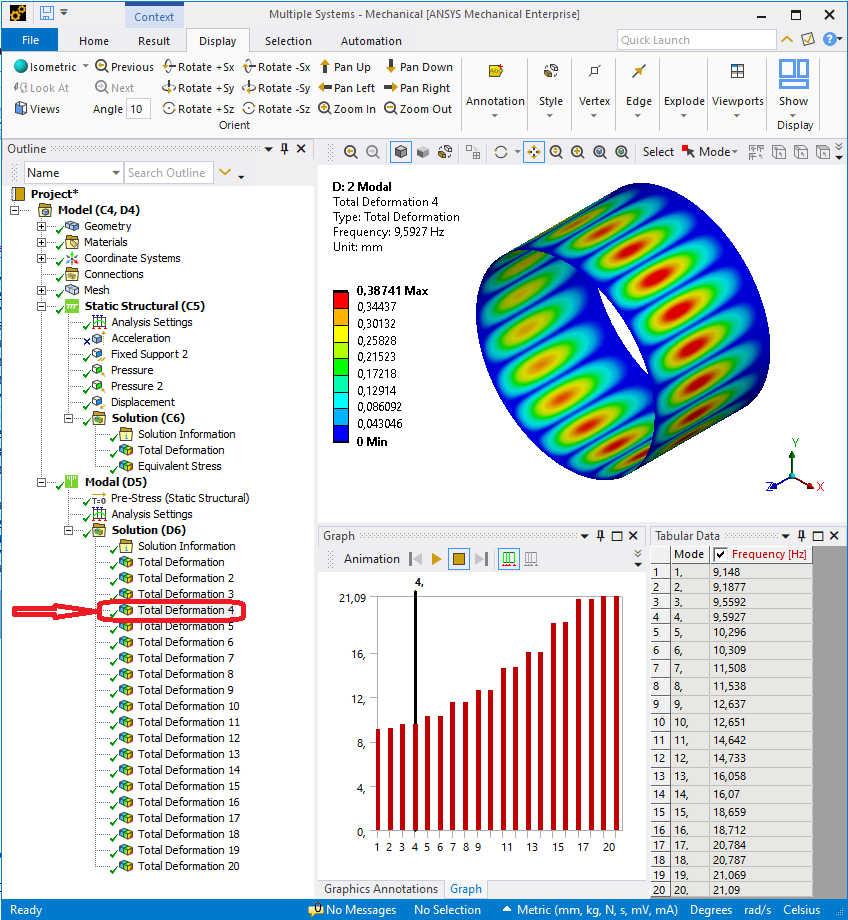 Context
Multiple Systems - Mechanical [ANSYS Mechanical Enterprise]
File Home Result Display Selection Automation Quick Launch
Isometric Previous Rotate +Sx Rotate -Sx Pan Up Pan Down
Look At Next Rotate +Sy Rotate -Sy Pan Left Pan Right
Views Angle 10 Rotate +Sz Rotate -Sz Zoom In Zoom Out
Orient
Annotation Style Vertex Edge Explode Viewports Show
Display
Outline
Name Search Outline
Project*
Model (C4, D4)
Geometry
Materials
Coordinate Systems
Connections
Mesh
Static Structural (C5)
Analysis Settings
Acceleration
Fixed Support 2
Pressure
Pressure 2
Displacement
Solution (C6)
Solution Information
Total Deformation
Equivalent Stress
Modal (D5)
T=0 Pre-Stress (Static Structural)
Analysis Settings
Solution (D6)
Solution Information
Total Deformation
Total Deformation 2
Total Deformation 3
Total Deformation 4
Total Deformation 5
Total Deformation 6
Total Deformation 7
Total Deformation 8
Total Deformation 9
Total Deformation 10
Total Deformation 11
Total Deformation 12
Total Deformation 13
Total Deformation 14
Total Deformation 15
Total Deformation 16
Total Deformation 17
Total Deformation 18
Total Deformation 19
Total Deformation 20
Select Mode
D: 2 Modal
Total Deformation 4
Type: Total Deformation
Frequency: 9,5927 Hz
Unit: mm
0,38741 Max
0,34437
0,30132
0,25828
0,21523
0,17218
0,12914
0,086092
0,043046
0 Min
Y
Z X
Graph
Animation
4,
21,09
16,
12,
8,
4,
0,
1 2 3 4 5 6 7 8 9 11 13 15 17 20
Graphics Annotations Graph
Tabular Data
Mode Frequency [Hz]
1 1, 9,148
2 2, 9,1877
3 3, 9,5592
4 4, 9,5927
5 5, 10,296
6 6, 10,309
7 7, 11,508
8 8, 11,538
9 9, 12,637
10 10, 12,651
11 11, 14,642
12 12, 14,733
13 13, 16,058
14 14, 16,07
15 15, 18,659
16 16, 18,712
17 17, 20,784
18 18, 20,787
19 19, 21,069
20 20, 21,09
Ready No Messages No Selection Metric (mm, kg, N, s, mV, mA) Degrees rad/s Celsius